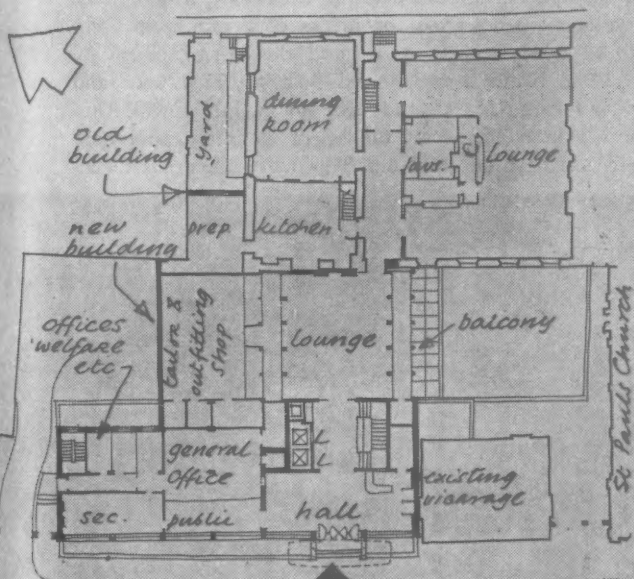 dining
room
yard
old
building
lavs.
lounge
new
building
prep.
kitchen
offices
welfare
etc
tailor &
outfitting
shop
lounge
balcony
St Pauls Church
general
office
L
L
existing
vicarage
sec.
public
hall